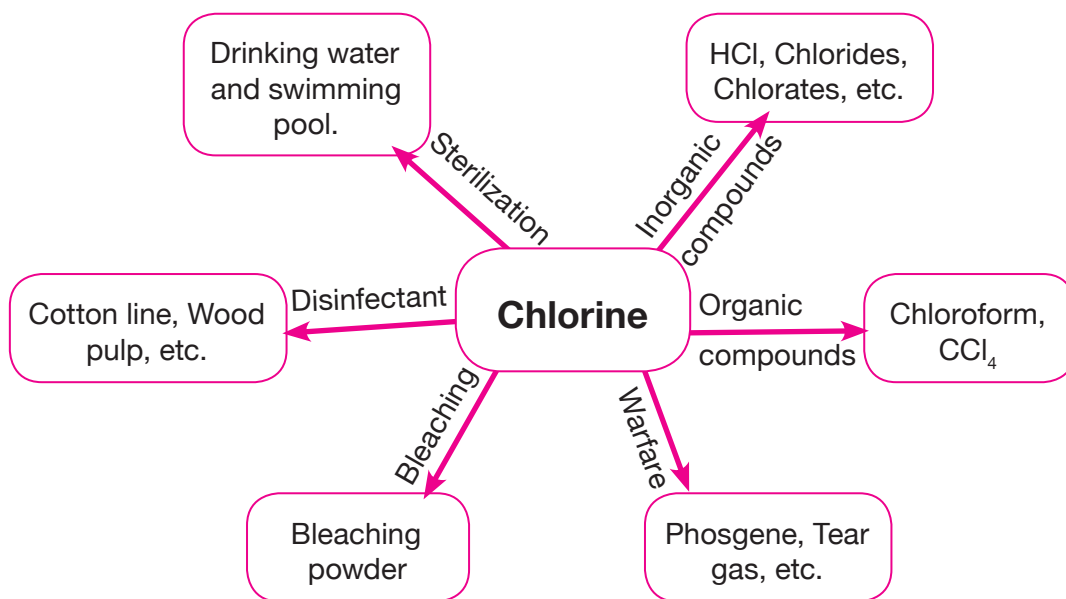 Drinking water
and swimming
pool.
HCl, Chlorides,
Chlorates, etc.
Sterilization
Inorganic
compounds
Cotton line, Wood
pulp, etc.
Disinfectant
Chlorine
Organic
compounds
Chloroform,
CCl₄
Bleaching
Warfare
Bleaching
powder
Phosgene, Tear
gas, etc.